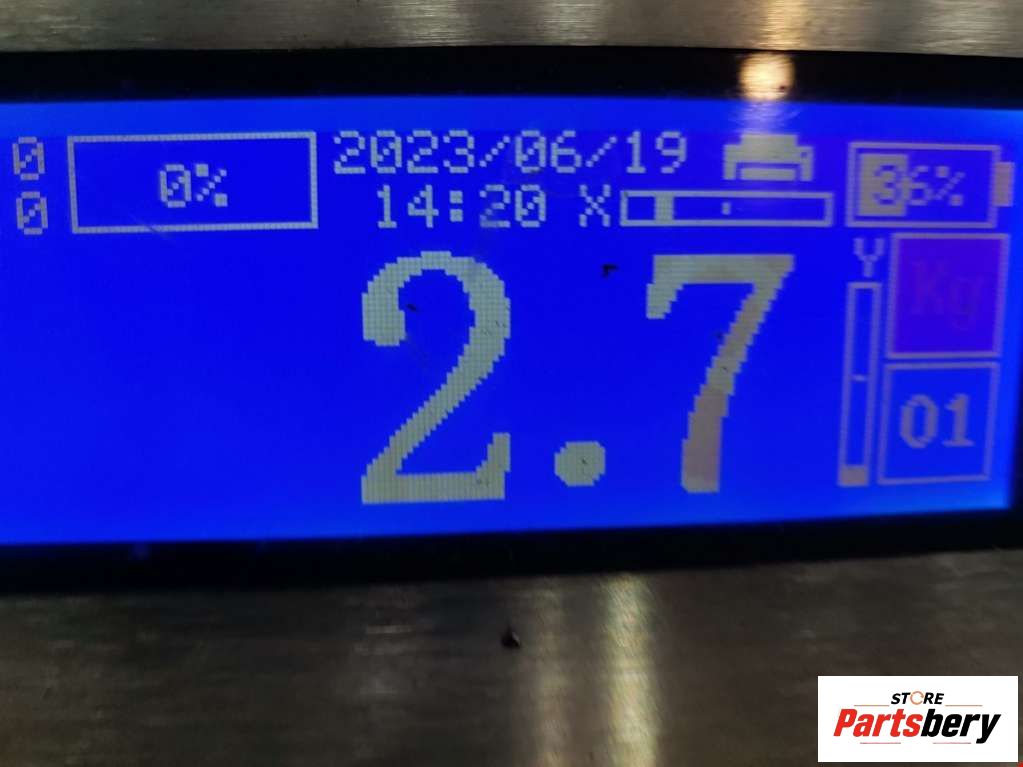 0
0
0%
2023/06/19
14:20 X
36%
Y
Kg
2.7
01
STORE
Partsbery